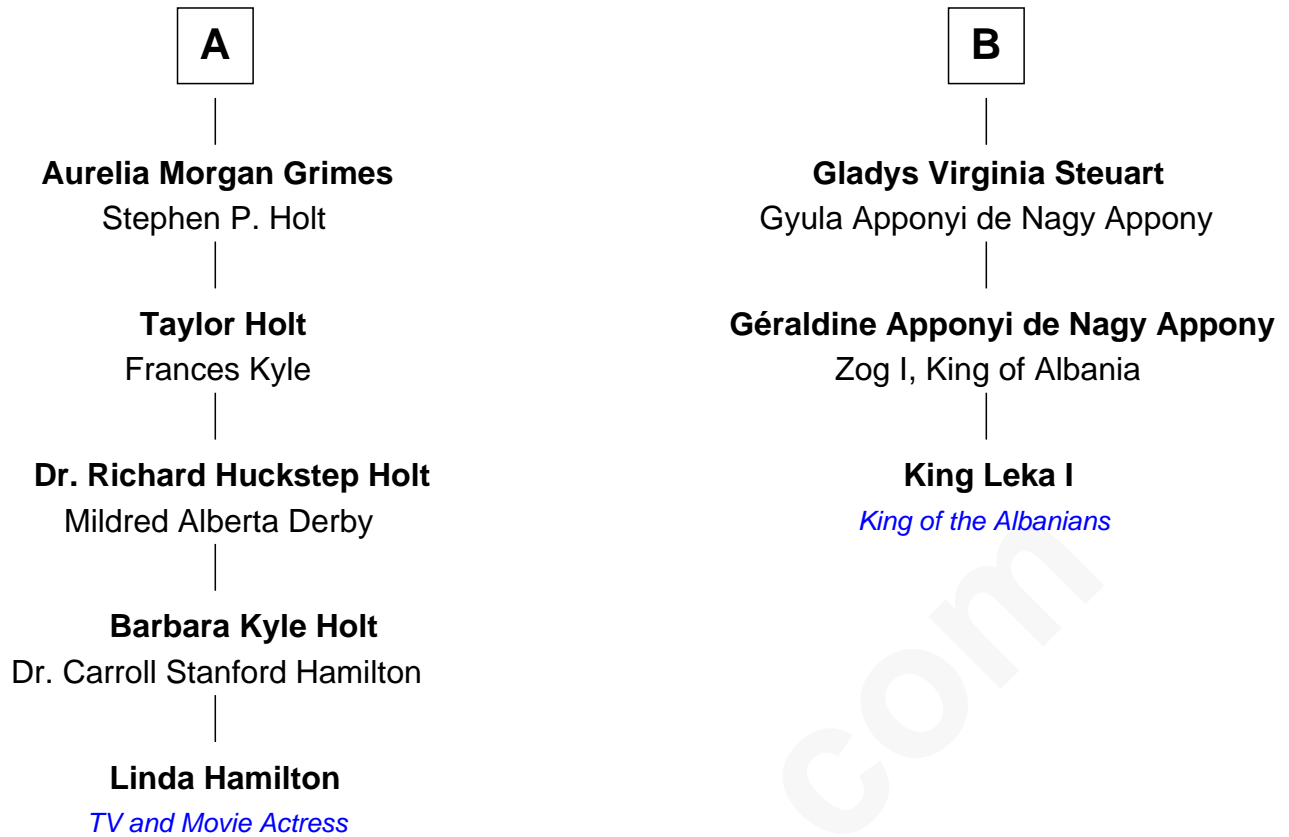 A
Aurelia Morgan Grimes
Stephen P. Holt
Taylor Holt
Frances Kyle
Dr. Richard Huckstep Holt
Mildred Alberta Derby
Barbara Kyle Holt
Dr. Carroll Stanford Hamilton
Linda Hamilton
TV and Movie Actress
B
Gladys Virginia Steuart
Gyula Apponyi de Nagy Appony
Géraldine Apponyi de Nagy Appony
Zog I, King of Albania
King Leka I
King of the Albanians
com